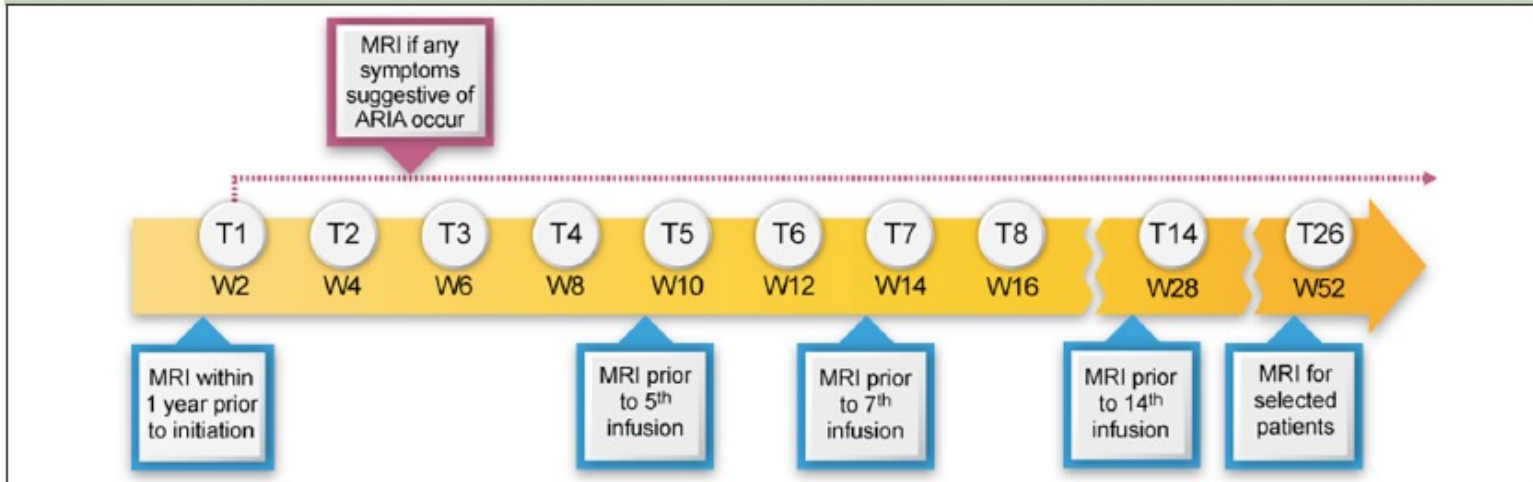 MRI if any
symptoms
suggestive of
ARIA occur
T1 T2 T3 T4 T5 T6 T7 T8 T14 T26
W2 W4 W6 W8 W10 W12 W14 W16 W28 W52
MRI within
1 year prior
to initiation
MRI prior
to 5th
infusion
MRI prior
to 7th
infusion
MRI prior
to 14th
infusion
MRI for
selected
patients